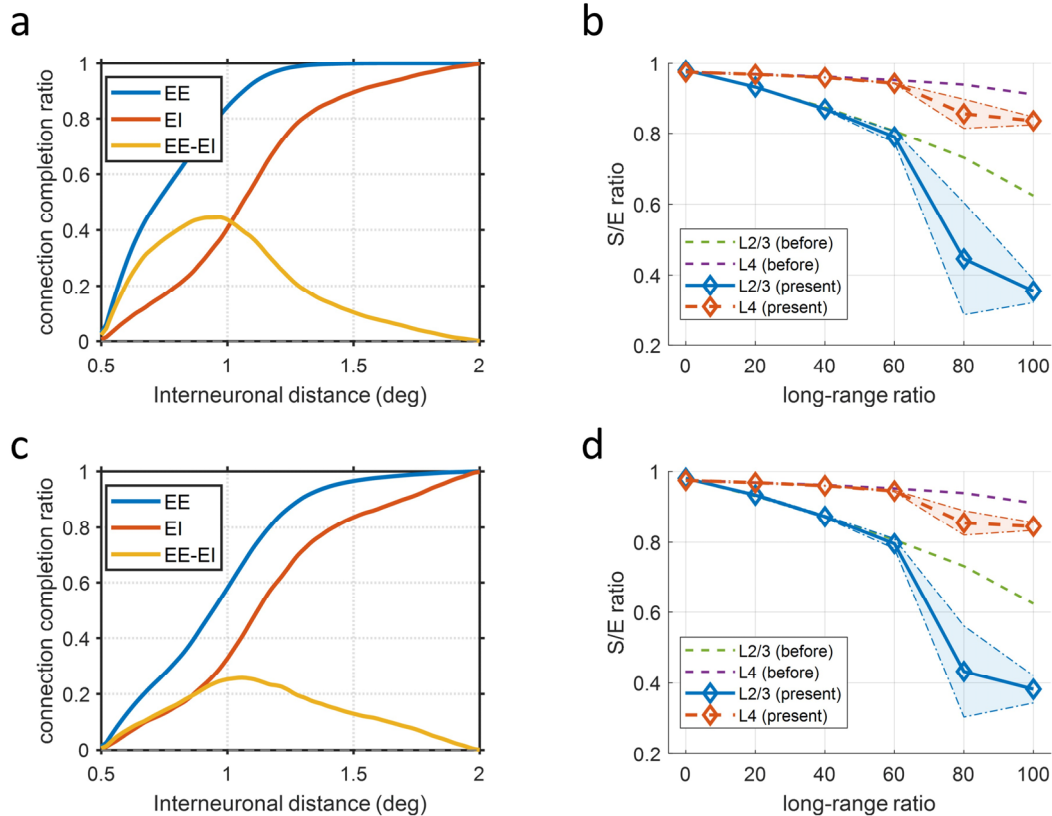 a
connection completion ratio
1
0.8
0.6
0.4
0.2
0
EE
EI
EE-EI
0.5
1
1.5
2
Interneuronal distance (deg)
b
S/E ratio
1
0.8
0.6
0.4
0.2
L2/3 (before)
L4 (before)
L2/3 (present)
L4 (present)
0
20
40
60
80
100
long-range ratio
c
connection completion ratio
1
0.8
0.6
0.4
0.2
0
EE
EI
EE-EI
0.5
1
1.5
2
Interneuronal distance (deg)
d
S/E ratio
1
0.8
0.6
0.4
0.2
L2/3 (before)
L4 (before)
L2/3 (present)
L4 (present)
0
20
40
60
80
100
long-range ratio